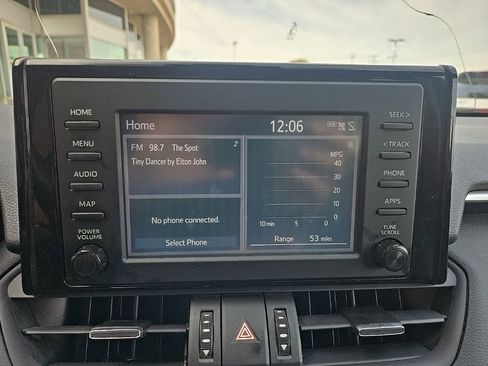 HOME
MENU
AUDIO
MAP
POWER
VOLUME
Home
12:06
FM 98.7 The Spot
Tiny Dancer by Elton John
No phone connected.
Select Phone
MPG
40
30
20
10
0
10 min 5 0
Range 53 miles
SEEK >
< TRACK
PHONE
APPS
TUNE
SCROLL